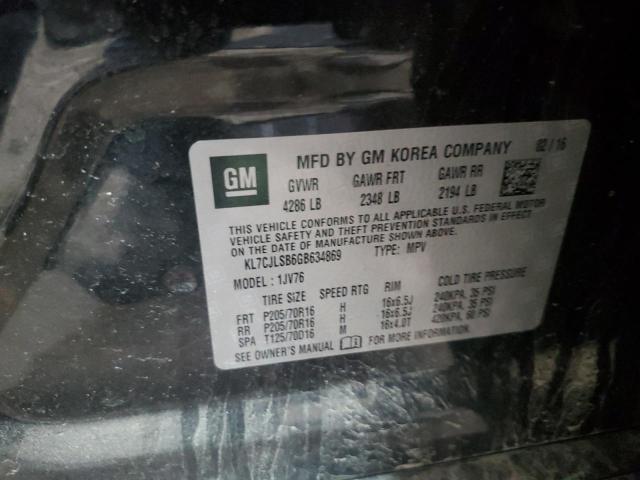 GM
MFD BY GM KOREA COMPANY 02/16
GVWR GAWR FRT GAWR RR
4286 LB 2348 LB 2194 LB
THIS VEHICLE CONFORMS TO ALL APPLICABLE U.S. FEDERAL MOTOR
VEHICLE SAFETY AND THEFT PREVENTION STANDARDS IN EFFECT
ON THE DATE OF MANUFACTURE SHOWN ABOVE.
KL7CJLSB6GB634869 TYPE: MPV
MODEL: 1JV76
TIRE SIZE SPEED RTG RIM COLD TIRE PRESSURE
FRT P205/70R16 H 16x6.5J 240KPA, 35 PSI
RR P205/70R16 H 16x6.5J 240KPA, 35 PSI
SPA T125/70D16 M 16x4.0T 420KPA, 60 PSI
SEE OWNER'S MANUAL FOR MORE INFORMATION